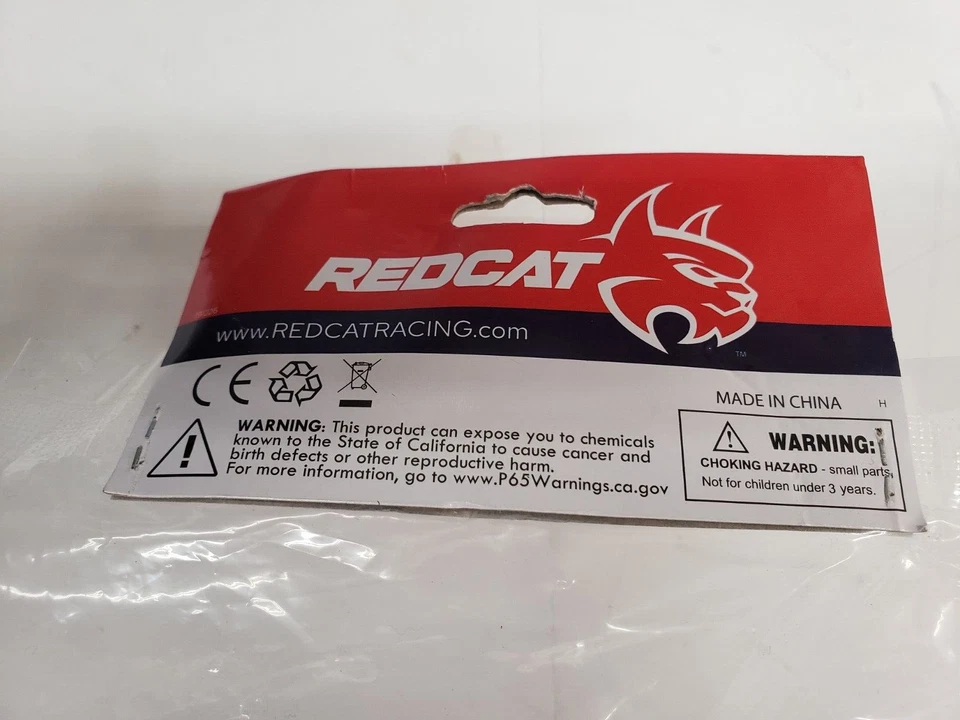 REDCAT
www.REDCATRACING.com
TM
CE
MADE IN CHINA H
WARNING: This product can expose you to chemicals
known to the State of California to cause cancer and
birth defects or other reproductive harm.
For more information, go to www.P65Warnings.ca.gov
WARNING:
CHOKING HAZARD - small parts,
Not for children under 3 years.